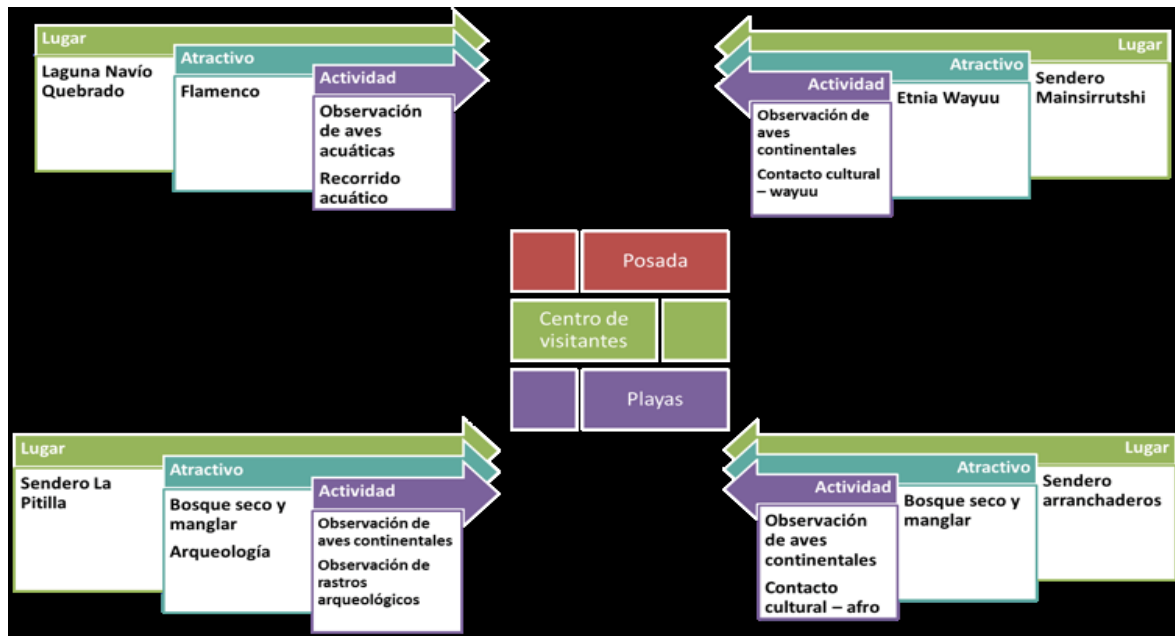 Lugar
Laguna Navío
Quebrado
Atractivo
Flamenco
Actividad
Observación
de aves
acuáticas
Recorrido
acuático
Lugar
Sendero
Mainsirrutshi
Atractivo
Etnia Wayuu
Actividad
Observación de
aves
continentales
Contacto cultural
– wayuu
Posada
Centro de
visitantes
Playas
Lugar
Sendero La
Pitilla
Atractivo
Bosque seco y
manglar
Arqueología
Actividad
Observación de
aves continentales
Observación de
rastros
arqueológicos
Lugar
Sendero
arranchaderos
Atractivo
Bosque seco y
manglar
Actividad
Observación
de aves
continentales
Contacto
cultural – afro